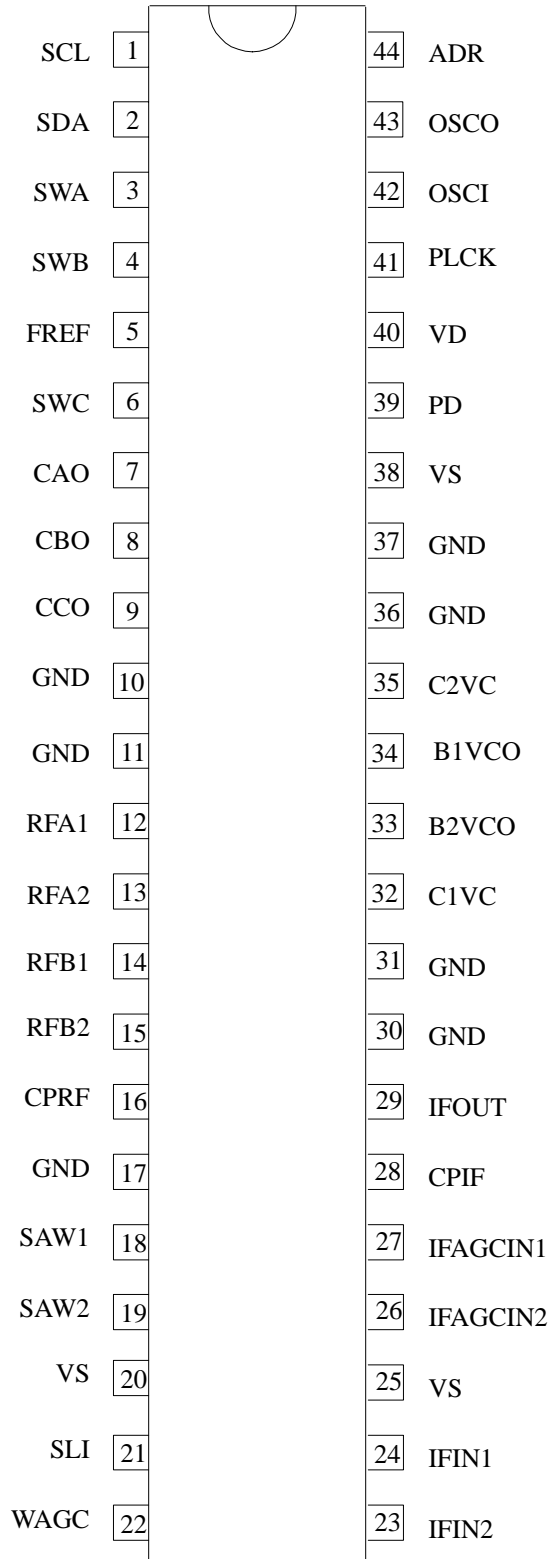 SCL 1 44 ADR
SDA 2 43 OSCO
SWA 3 42 OSCI
SWB 4 41 PLCK
FREF 5 40 VD
SWC 6 39 PD
CAO 7 38 VS
CBO 8 37 GND
CCO 9 36 GND
GND 10 35 C2VC
GND 11 34 B1VCO
RFA1 12 33 B2VCO
RFA2 13 32 C1VC
RFB1 14 31 GND
RFB2 15 30 GND
CPRF 16 29 IFOUT
GND 17 28 CPIF
SAW1 18 27 IFAGCIN1
SAW2 19 26 IFAGCIN2
VS 20 25 VS
SLI 21 24 IFIN1
WAGC 22 23 IFIN2